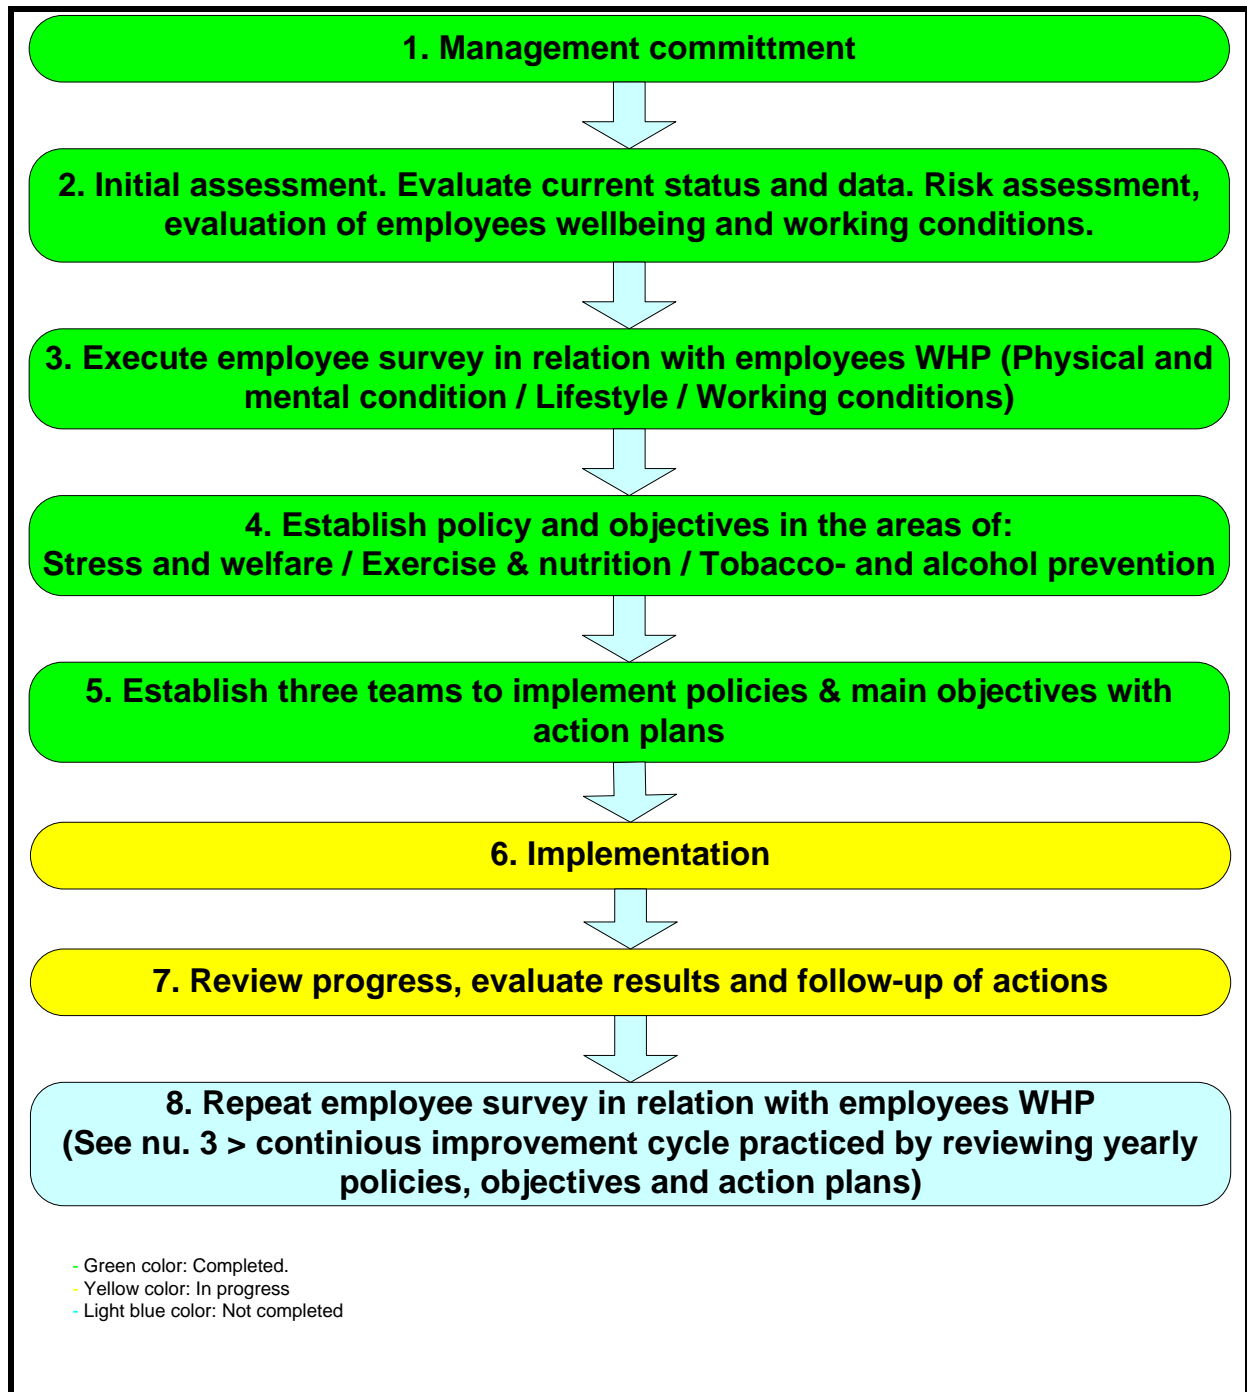 1. Management committment
2. Initial assessment. Evaluate current status and data. Risk assessment,
evaluation of employees wellbeing and working conditions.
3. Execute employee survey in relation with employees WHP (Physical and
mental condition / Lifestyle / Working conditions)
4. Establish policy and objectives in the areas of:
Stress and welfare / Exercise & nutrition / Tobacco- and alcohol prevention
5. Establish three teams to implement policies & main objectives with
action plans
6. Implementation
7. Review progress, evaluate results and follow-up of actions
8. Repeat employee survey in relation with employees WHP
(See nu. 3 > continious improvement cycle practiced by reviewing yearly
policies, objectives and action plans)
- Green color: Completed.
- Yellow color: In progress
- Light blue color: Not completed